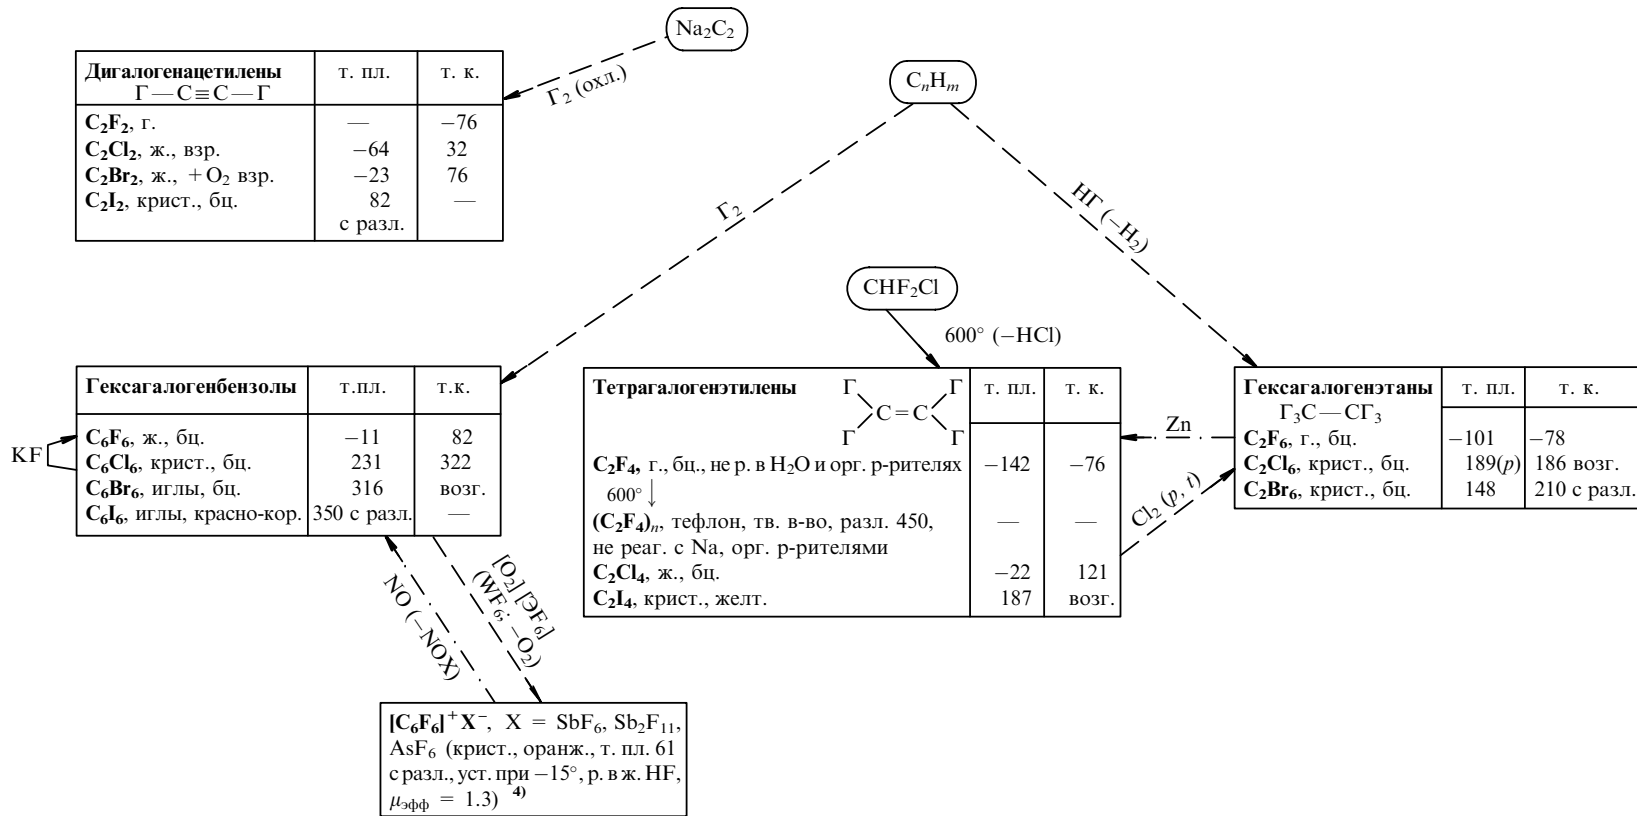 Na₂C₂
Дигалогенацетилены т. пл. т. к.
Г—C≡C—Г
Г₂ (охл.)
CₙHₘ
C₂F₂, г. — −76
C₂Cl₂, ж., взр. −64 32
C₂Br₂, ж., +O₂ взр. −23 76
C₂I₂, крист., бц. 82 —
с разл.
Г₂
НГ (−H₂)
CHF₂Cl
600° (−HCl)
Гексагалогенбензолы т.пл. т.к.
KF
C₆F₆, ж., бц. −11 82
C₆Cl₆, крист., бц. 231 322
C₆Br₆, иглы, бц. 316 возг.
C₆I₆, иглы, красно-кор. 350 с разл. —
Тетрагалогенэтилены т. пл. т. к.
Г Г
C=C
Г Г
C₂F₄, г., бц., не р. в H₂O и орг. р-рителях −142 −76
600° ↓
(C₂F₄)ₙ, тефлон, тв. в-во, разл. 450, — —
не реаг. с Na, орг. р-рителями
C₂Cl₄, ж., бц. −22 121
C₂I₄, крист., желт. 187 возг.
Zn
Cl₂ (p, t)
Гексагалогенэтаны т. пл. т. к.
Г₃C—CГ₃
C₂F₆, г., бц. −101 −78
C₂Cl₆, крист., бц. 189(p) 186 возг.
C₂Br₆, крист., бц. 148 210 с разл.
NO (−NOX)
[O₂][ЭF₆]
(WF₆; −O₂)
[C₆F₆]⁺X⁻, X = SbF₆, Sb₂F₁₁,
AsF₆ (крист., оранж., т. пл. 61
с разл., уст. при −15°, р. в ж. HF,
μэфф = 1.3) ⁴⁾